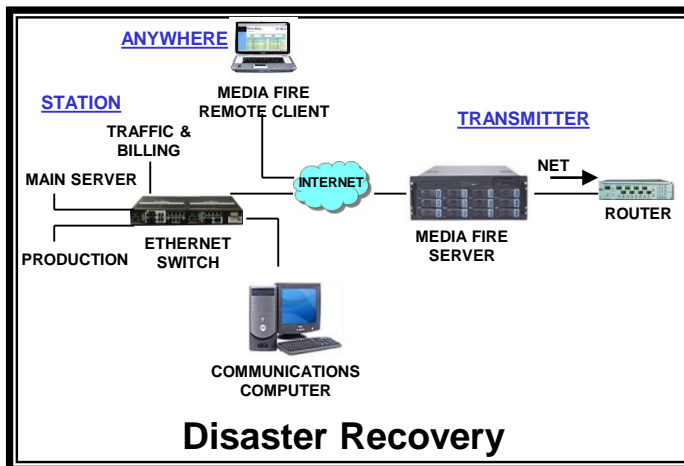 ANYWHERE
MEDIA FIRE
REMOTE CLIENT
STATION
TRAFFIC &
BILLING
MAIN SERVER
PRODUCTION
ETHERNET
SWITCH
COMMUNICATIONS
COMPUTER
INTERNET
TRANSMITTER
NET
MEDIA FIRE
SERVER
ROUTER
Disaster Recovery